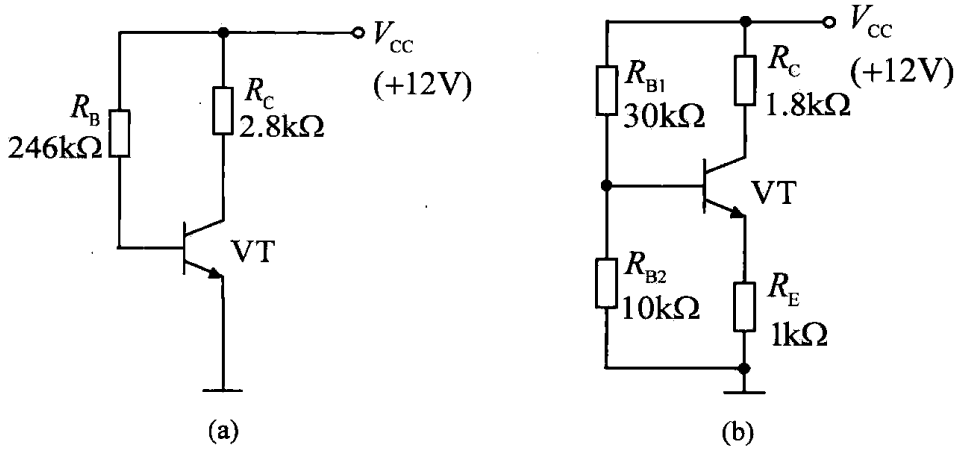 V_CC
(+12V)
R_B
246kΩ
R_C
2.8kΩ
VT
(a)
V_CC
(+12V)
R_B1
30kΩ
R_C
1.8kΩ
VT
R_B2
10kΩ
R_E
1kΩ
(b)